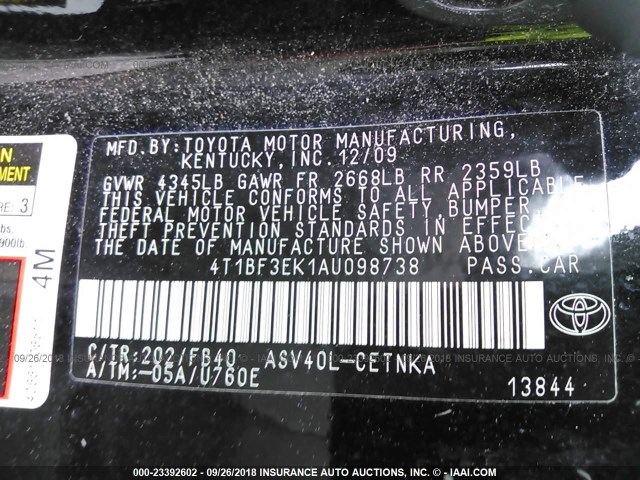 MFD.BY:TOYOTA MOTOR MANUFACTURING,
KENTUCKY,INC.12/09
GVWR 4345LB GAWR FR 2668LB RR 2359LB
THIS VEHICLE CONFORMS TO ALL APPLICABLE
FEDERAL MOTOR VEHICLE SAFETY,BUMPER,
THEFT PREVENTION STANDARDS IN EFFECT
THE DATE OF MANUFACTURE SHOWN ABOVE.
4T1BF3EK1AU098738 PASS.CAR
C/TR:202/FB40 ASV40L-CETNKA
A/TM:-05A/U760E
13844
4M
3
900lb
000-23392602 - 09/26/2018 - INSURANCE AUTO AUCTIONS - © - IAAI.COM